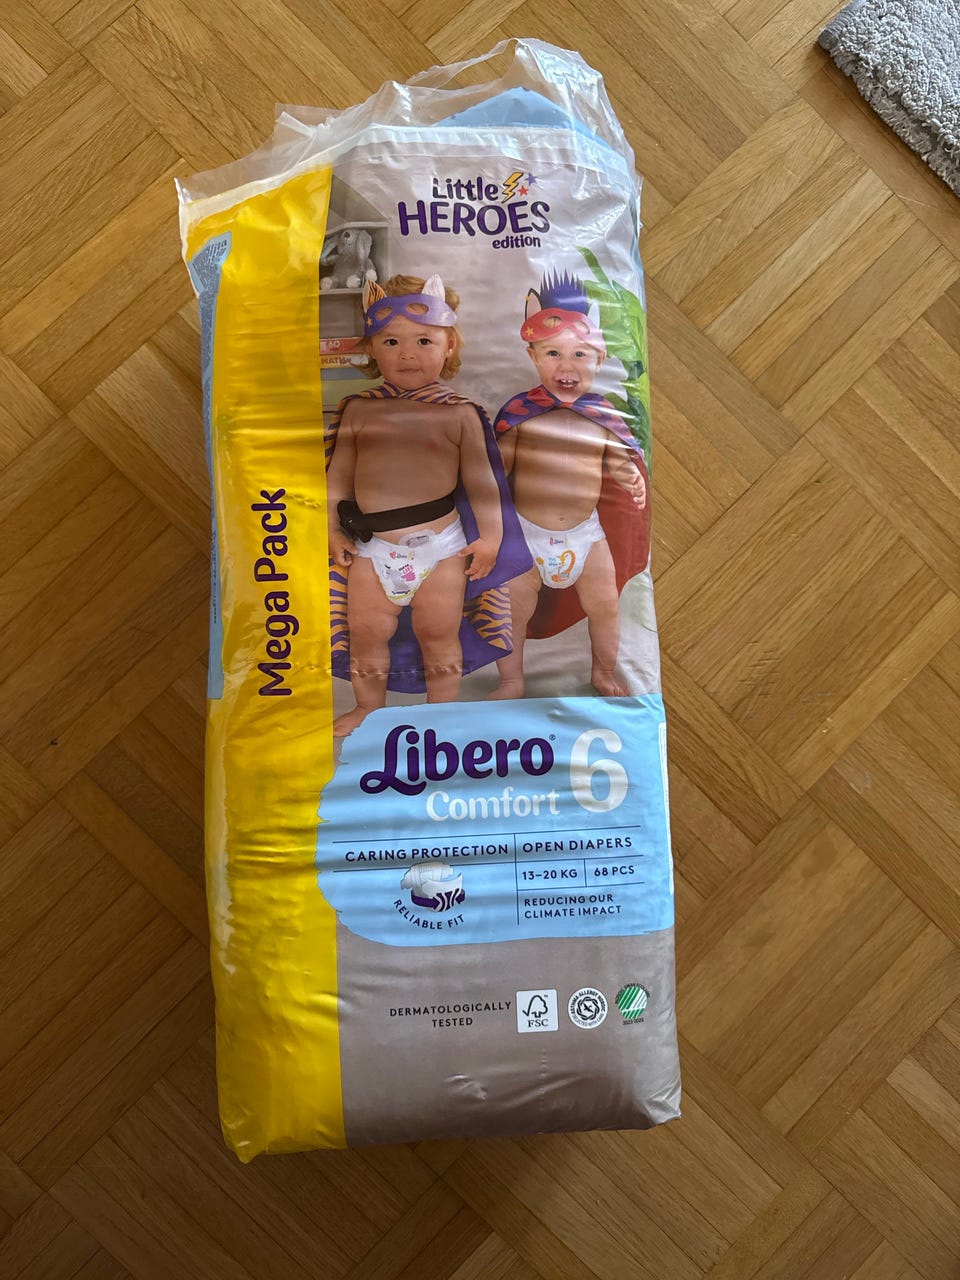 Little
HEROES
edition
Mega Pack
Libero®
Comfort 6
CARING PROTECTION
RELIABLE FIT
OPEN DIAPERS
13–20 KG
68 PCS
REDUCING OUR
CLIMATE IMPACT
DERMATOLOGICALLY
TESTED
FSC